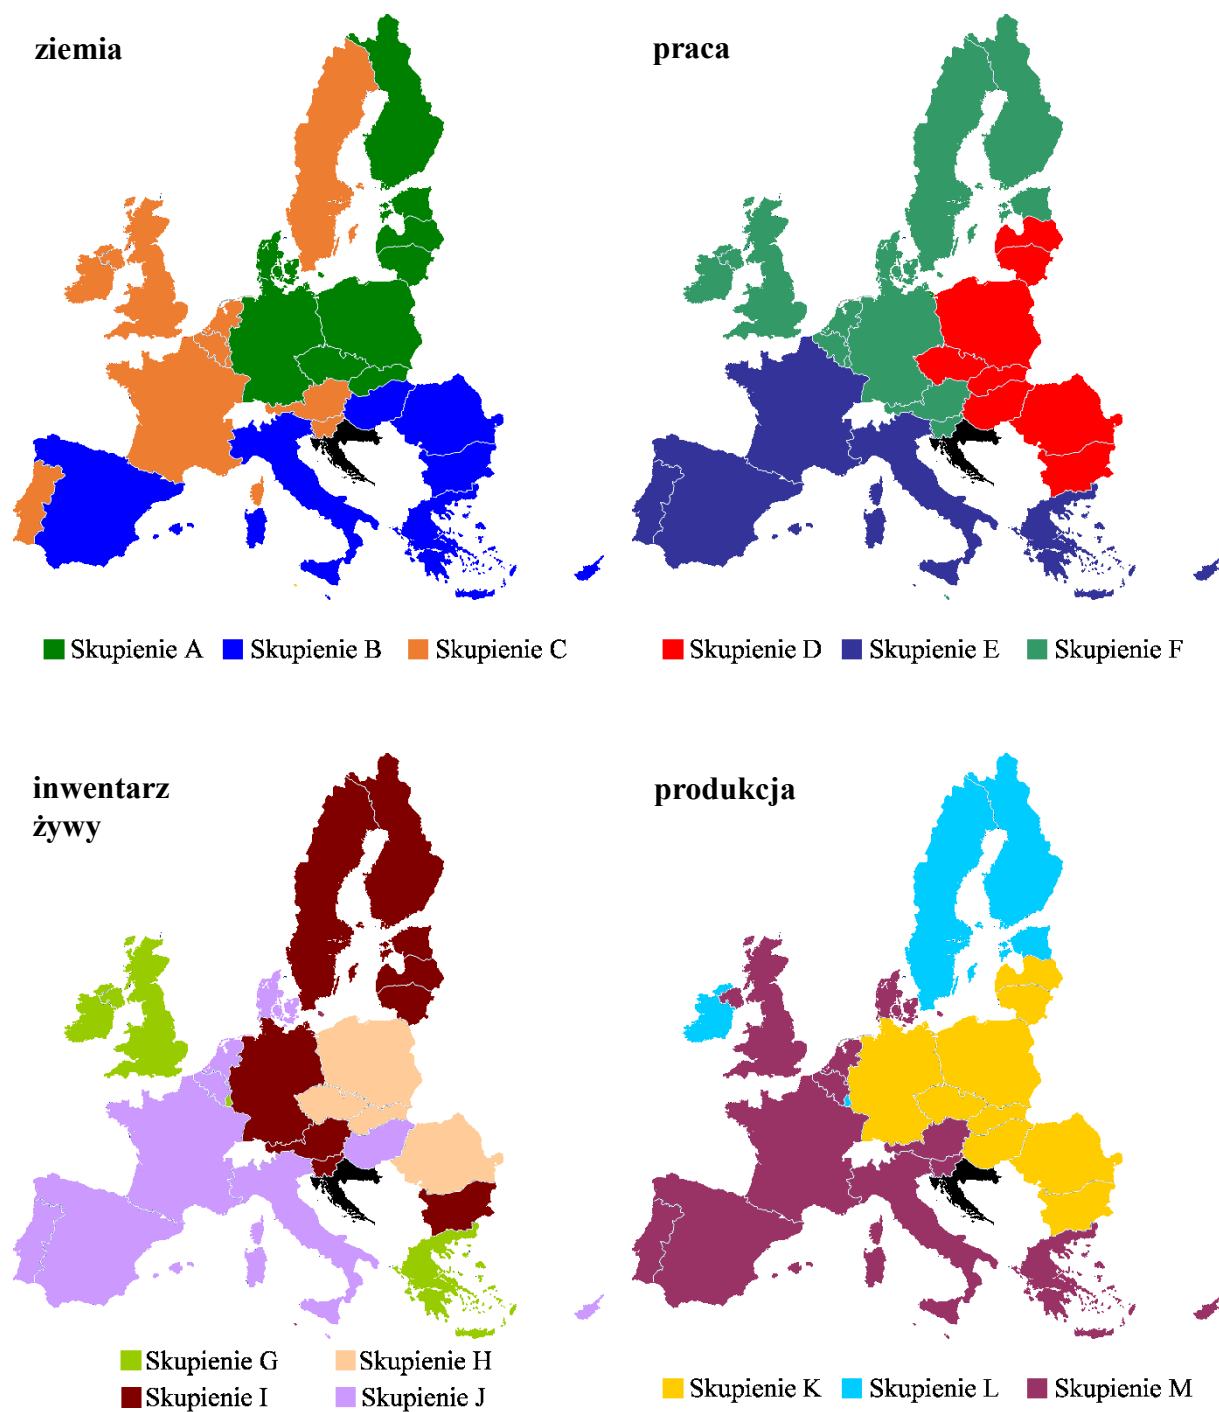 ziemia
praca
Skupienie A Skupienie B Skupienie C
Skupienie D Skupienie E Skupienie F
inwentarz
żywy
produkcja
Skupienie G Skupienie H
Skupienie I Skupienie J
Skupienie K Skupienie L Skupienie M